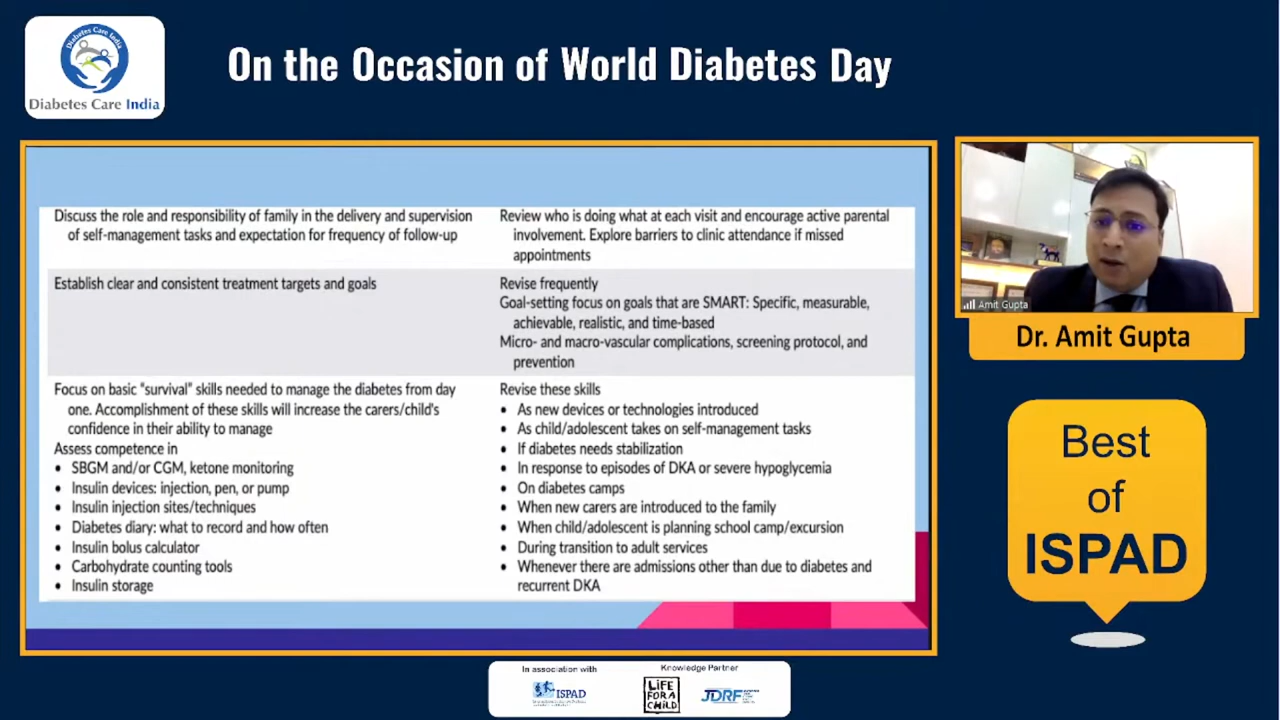 Diabetes Care India
Diabetes Care India
On the Occasion of World Diabetes Day
Discuss the role and responsibility of family in the delivery and supervision
of self-management tasks and expectation for frequency of follow-up
Review who is doing what at each visit and encourage active parental
involvement. Explore barriers to clinic attendance if missed
appointments
Establish clear and consistent treatment targets and goals
Revise frequently
Goal-setting focus on goals that are SMART: Specific, measurable,
achievable, realistic, and time-based
Micro- and macro-vascular complications, screening protocol, and
prevention
Focus on basic "survival" skills needed to manage the diabetes from day
one. Accomplishment of these skills will increase the carers/child's
confidence in their ability to manage
Assess competence in
• SBGM and/or CGM, ketone monitoring
• Insulin devices: injection, pen, or pump
• Insulin injection sites/techniques
• Diabetes diary: what to record and how often
• Insulin bolus calculator
• Carbohydrate counting tools
• Insulin storage
Revise these skills
• As new devices or technologies introduced
• As child/adolescent takes on self-management tasks
• If diabetes needs stabilization
• In response to episodes of DKA or severe hypoglycemia
• On diabetes camps
• When new carers are introduced to the family
• When child/adolescent is planning school camp/excursion
• During transition to adult services
• Whenever there are admissions other than due to diabetes and
recurrent DKA
Amit Gupta
Dr. Amit Gupta
Best
of
ISPAD
In association with
ISPAD
Knowledge Partner
LIFE
FOR A
CHILD
JDRF